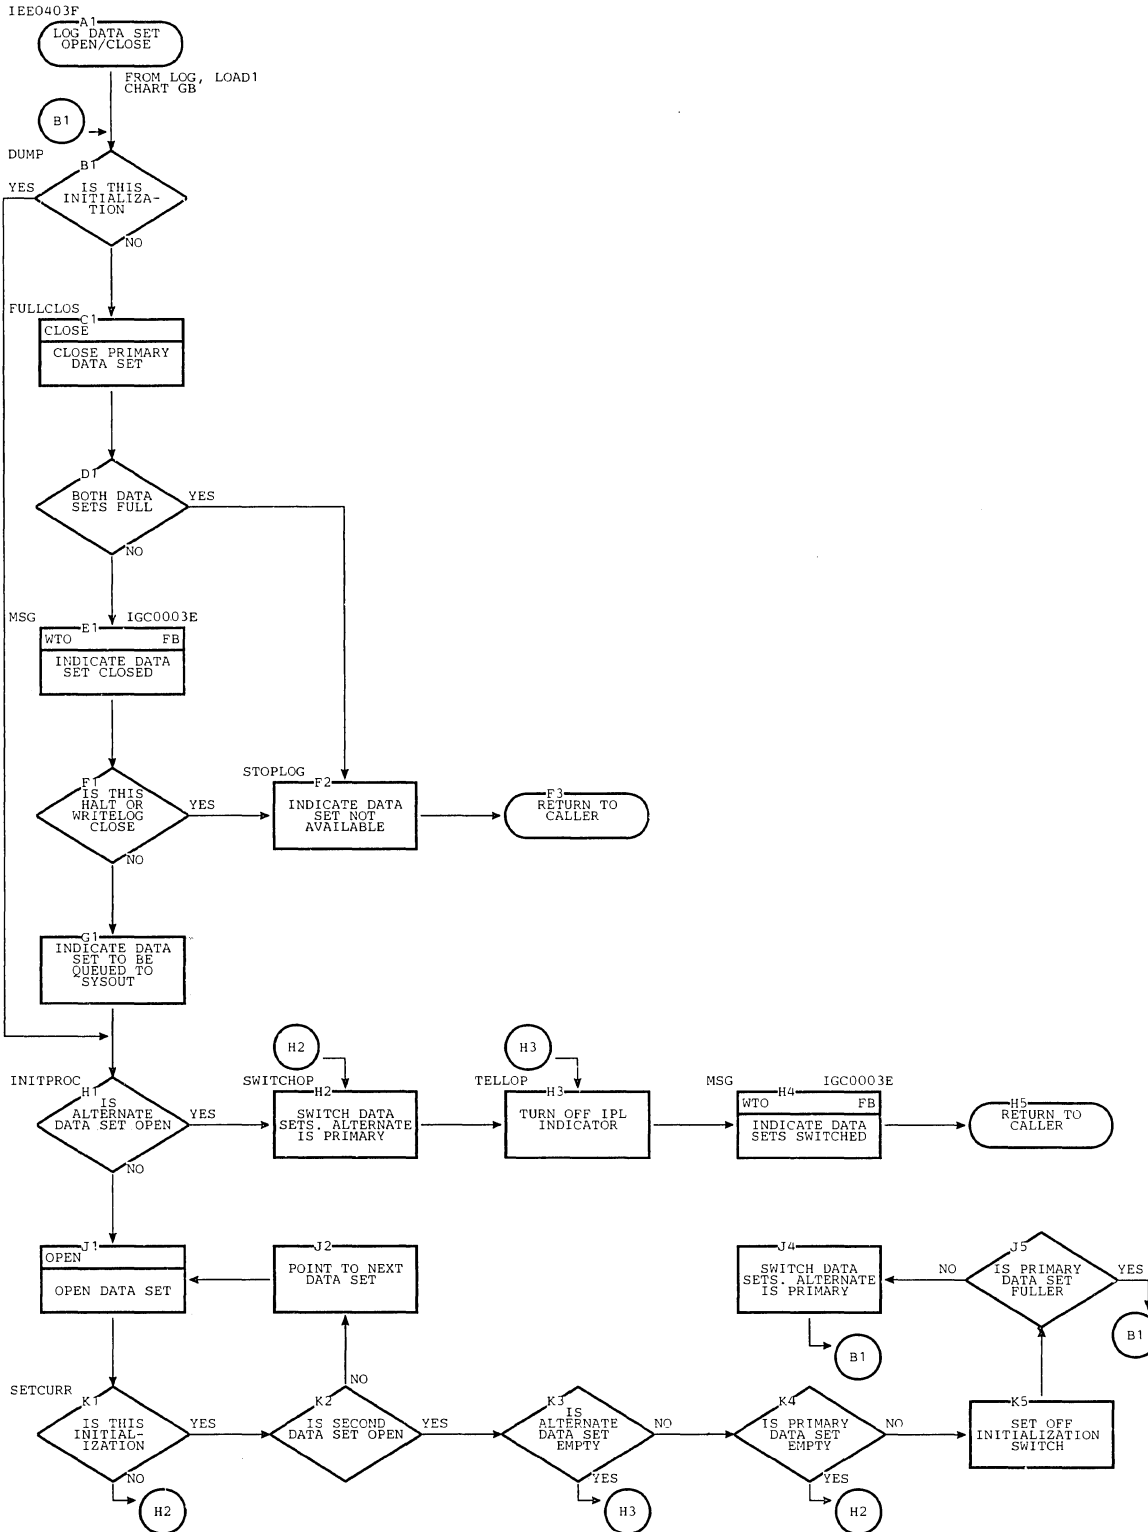 IEE0403F
A1
LOG DATA SET
OPEN/CLOSE
FROM LOG, LOAD1
CHART GB
B1
DUMP
B1
YES
IS THIS
INITIALIZA-
TION
NO
FULLCLOS
C1
CLOSE
CLOSE PRIMARY
DATA SET
D1
BOTH DATA
SETS FULL
YES
NO
MSG
IGC0003E
E1
WTO
FB
INDICATE DATA
SET CLOSED
F1
IS THIS
HALT OR
WRITELOG
CLOSE
YES
NO
STOPLOG
F2
INDICATE DATA
SET NOT
AVAILABLE
F3
RETURN TO
CALLER
G1
INDICATE DATA
SET TO BE
QUEUED TO
SYSOUT
INITPROC
H1
IS
ALTERNATE
DATA SET OPEN
YES
NO
H2
SWITCHOP
H2
SWITCH DATA
SETS. ALTERNATE
IS PRIMARY
H3
TELLOP
H3
TURN OFF IPL
INDICATOR
MSG
IGC0003E
H4
WTO
FB
INDICATE DATA
SETS SWITCHED
H5
RETURN TO
CALLER
J1
OPEN
OPEN DATA SET
J2
POINT TO NEXT
DATA SET
J4
SWITCH DATA
SETS. ALTERNATE
IS PRIMARY
B1
J5
IS PRIMARY
DATA SET
FULLER
NO
YES
B1
SETCURR
K1
IS THIS
INITIAL-
IZATION
YES
NO
H2
K2
IS SECOND
DATA SET OPEN
NO
YES
K3
IS
ALTERNATE
DATA SET
EMPTY
NO
YES
H3
K4
IS PRIMARY
DATA SET
EMPTY
NO
YES
H2
K5
SET OFF
INITIALIZATION
SWITCH